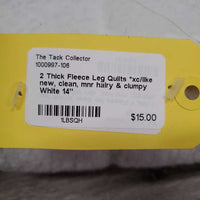 The Tack Collector
1000997-106
2 Thick Fleece Leg Quilts *xc/like
new, clean, mnr hairy & clumpy
White 14"
$15.00
1LBSQH